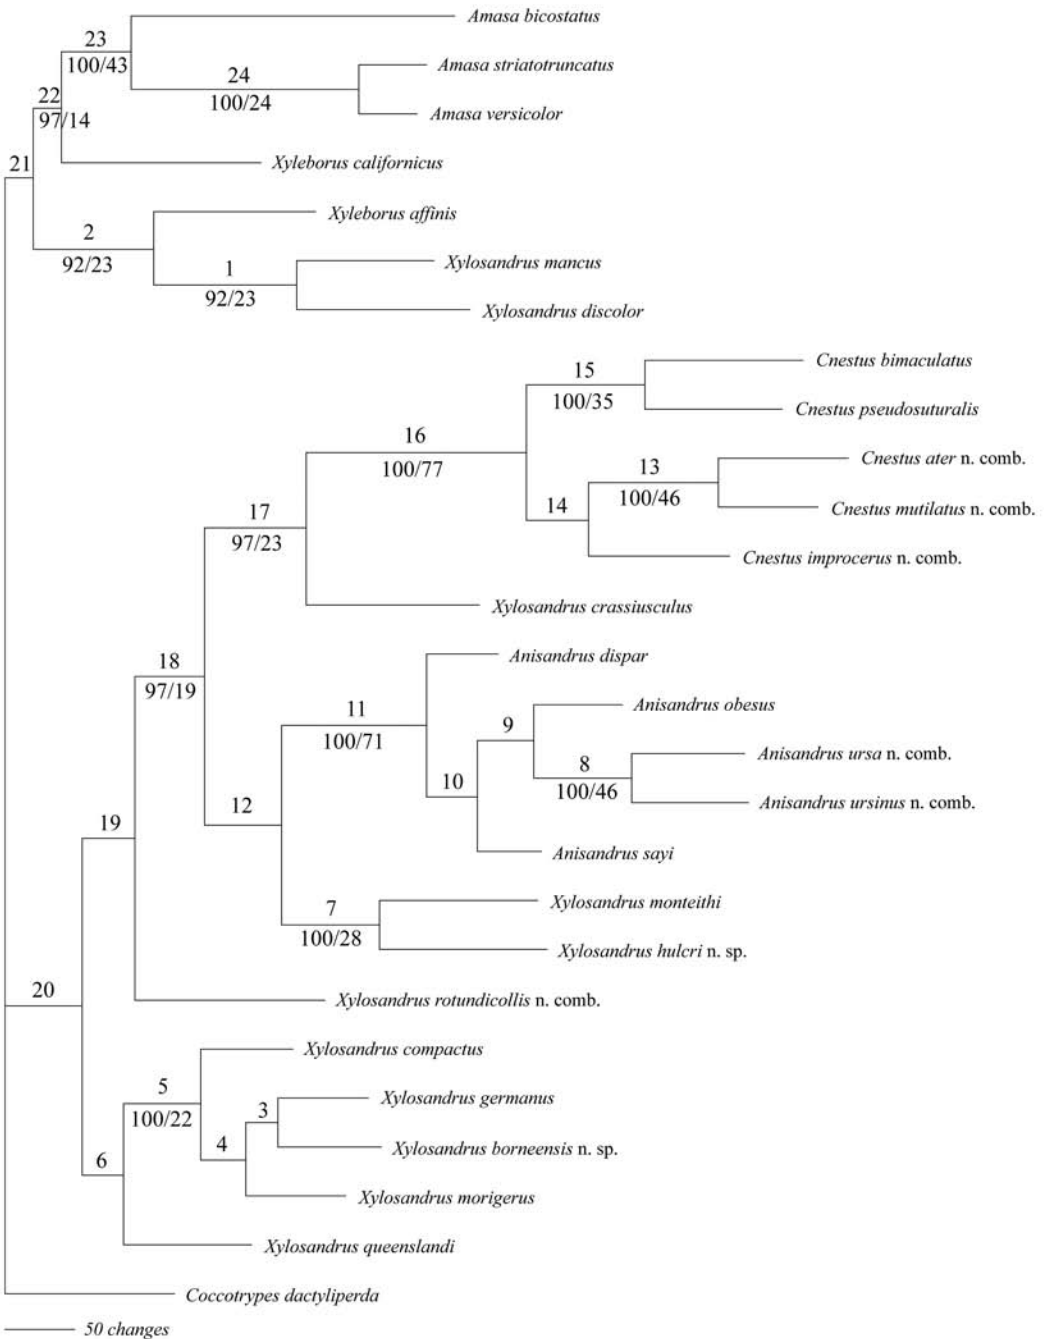 Amasa bicostatus
23
100/43
Amasa striatotruncatus
24
100/24
22
97/14
Amasa versicolor
21
Xyleborus californicus
Xyleborus affinis
2
92/23
Xylosandrus mancus
1
92/23
Xylosandrus discolor
Cnestus bimaculatus
15
100/35
Cnestus pseudosuturalis
16
100/77
Cnestus ater n. comb.
13
100/46
Cnestus mutilatus n. comb.
14
17
97/23
Cnestus improcerus n. comb.
Xylosandrus crassiusculus
Anisandrus dispar
18
97/19
Anisandrus obesus
11
100/71
9
Anisandrus ursa n. comb.
8
100/46
10
Anisandrus ursinus n. comb.
12
19
Anisandrus sayi
Xylosandrus monteithi
7
100/28
Xylosandrus hulcri n. sp.
20
Xylosandrus rotundicollis n. comb.
Xylosandrus compactus
5
100/22
Xylosandrus germanus
3
4
Xylosandrus borneensis n. sp.
6
Xylosandrus morigerus
Xylosandrus queenslandi
Coccotrypes dactyliperda
50 changes